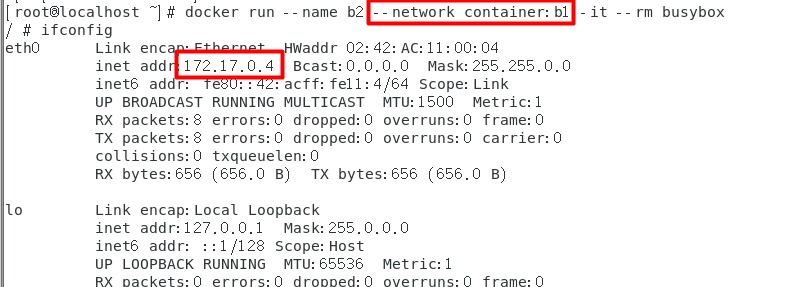 [root@localhost ~]# docker run --name b2 --network container:b1 -it --rm busybox
/ # ifconfig
eth0 Link encap:Ethernet HWaddr 02:42:AC:11:00:04
inet addr:172.17.0.4 Bcast:0.0.0.0 Mask:255.255.0.0
inet6 addr: fe80::42:acff:fe11:4/64 Scope:Link
UP BROADCAST RUNNING MULTICAST MTU:1500 Metric:1
RX packets:8 errors:0 dropped:0 overruns:0 frame:0
TX packets:8 errors:0 dropped:0 overruns:0 carrier:0
collisions:0 txqueuelen:0
RX bytes:656 (656.0 B) TX bytes:656 (656.0 B)
lo Link encap:Local Loopback
inet addr:127.0.0.1 Mask:255.0.0.0
inet6 addr: ::1/128 Scope:Host
UP LOOPBACK RUNNING MTU:65536 Metric:1
RX packets:0 errors:0 dropped:0 overruns:0 frame:0